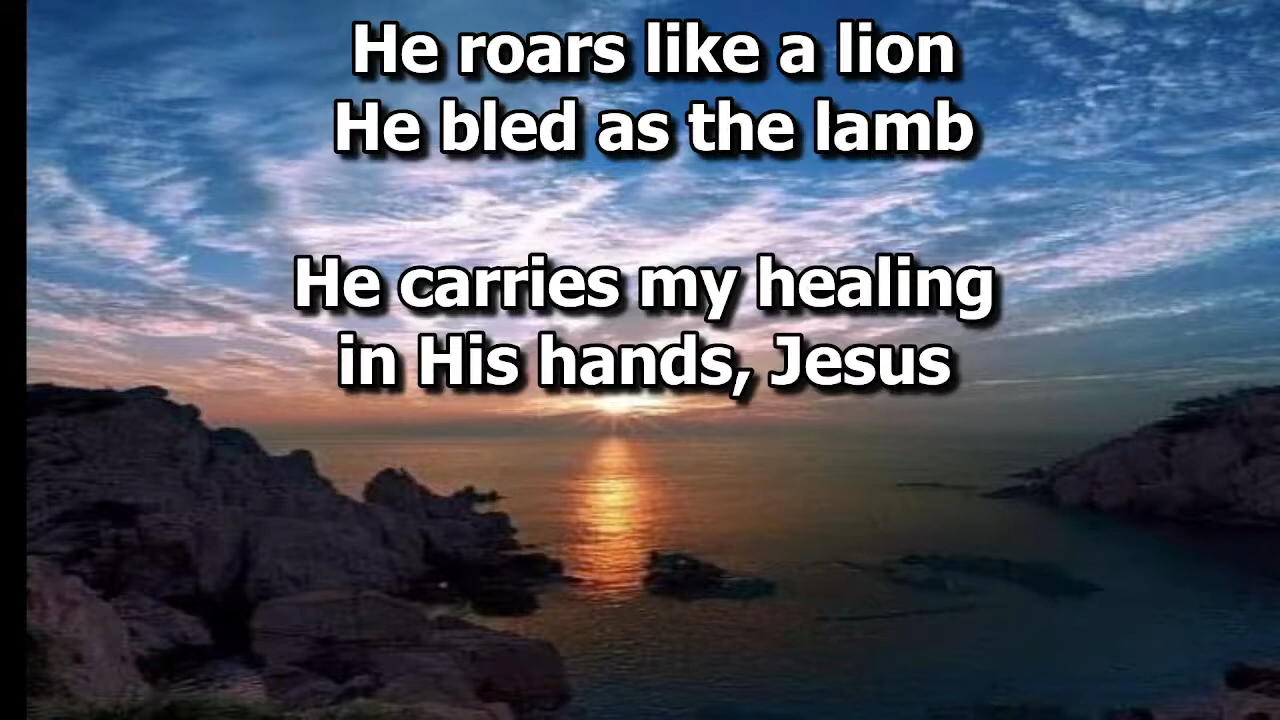 He roars like a lion
He bled as the lamb
He carries my healing
in His hands, Jesus